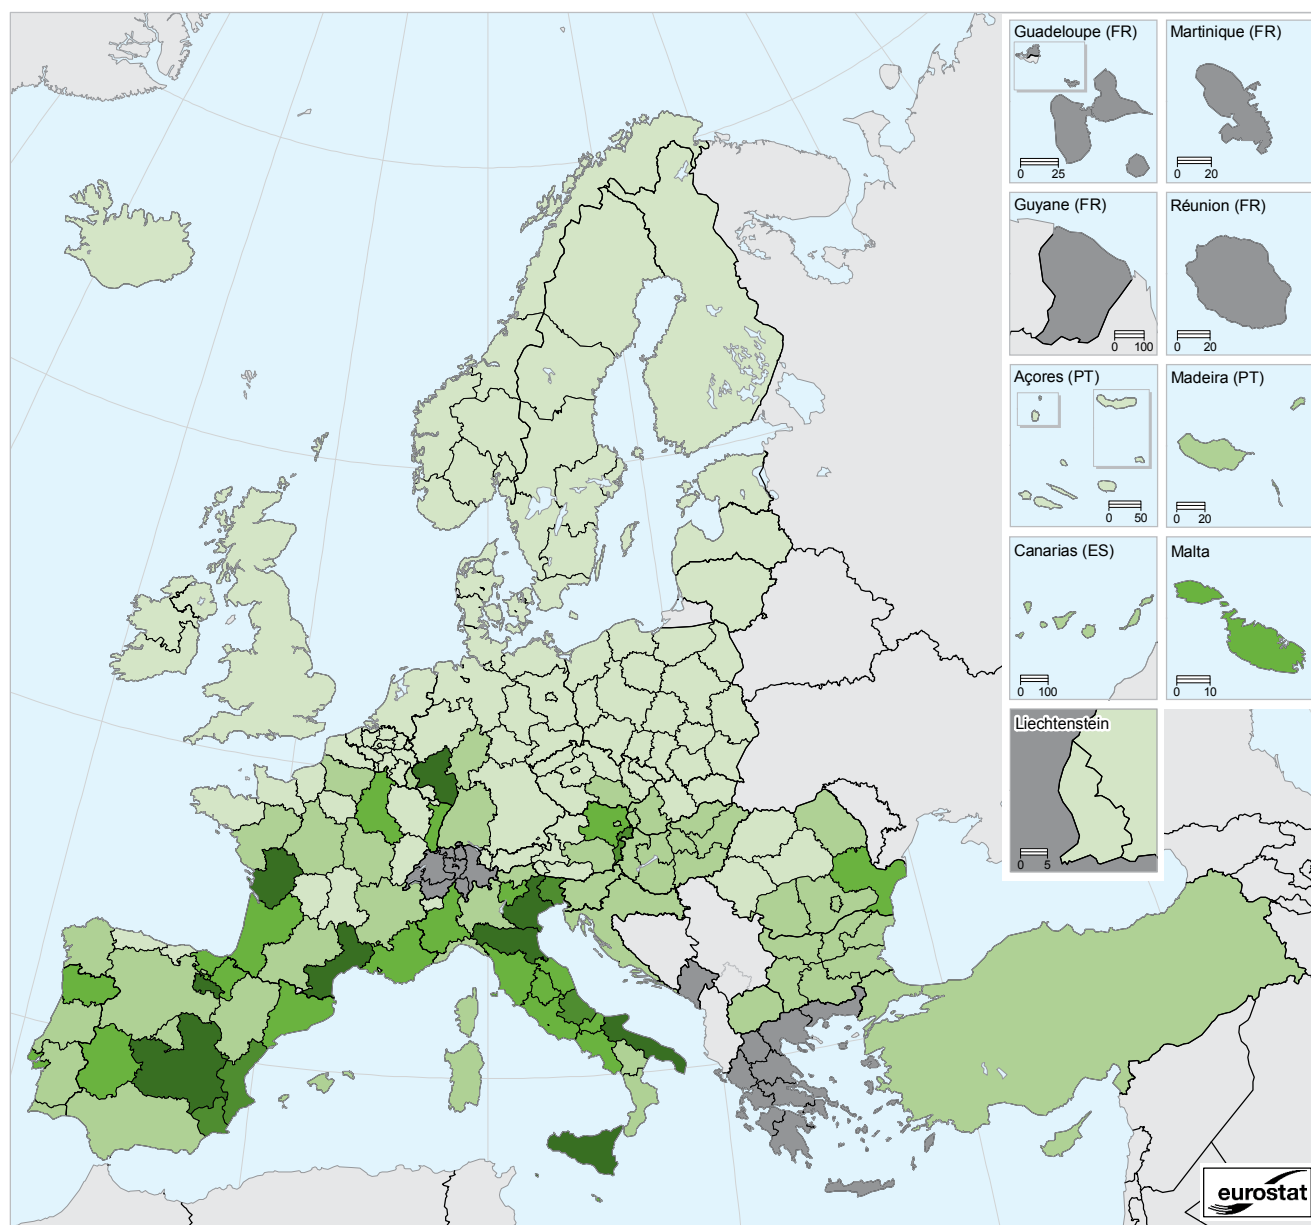 Guadeloupe (FR)
0 25
Martinique (FR)
0 20
Guyane (FR)
0 100
Réunion (FR)
0 20
Açores (PT)
0 50
Madeira (PT)
0 20
Canarias (ES)
0 100
Malta
0 10
Liechtenstein
0 5
eurostat